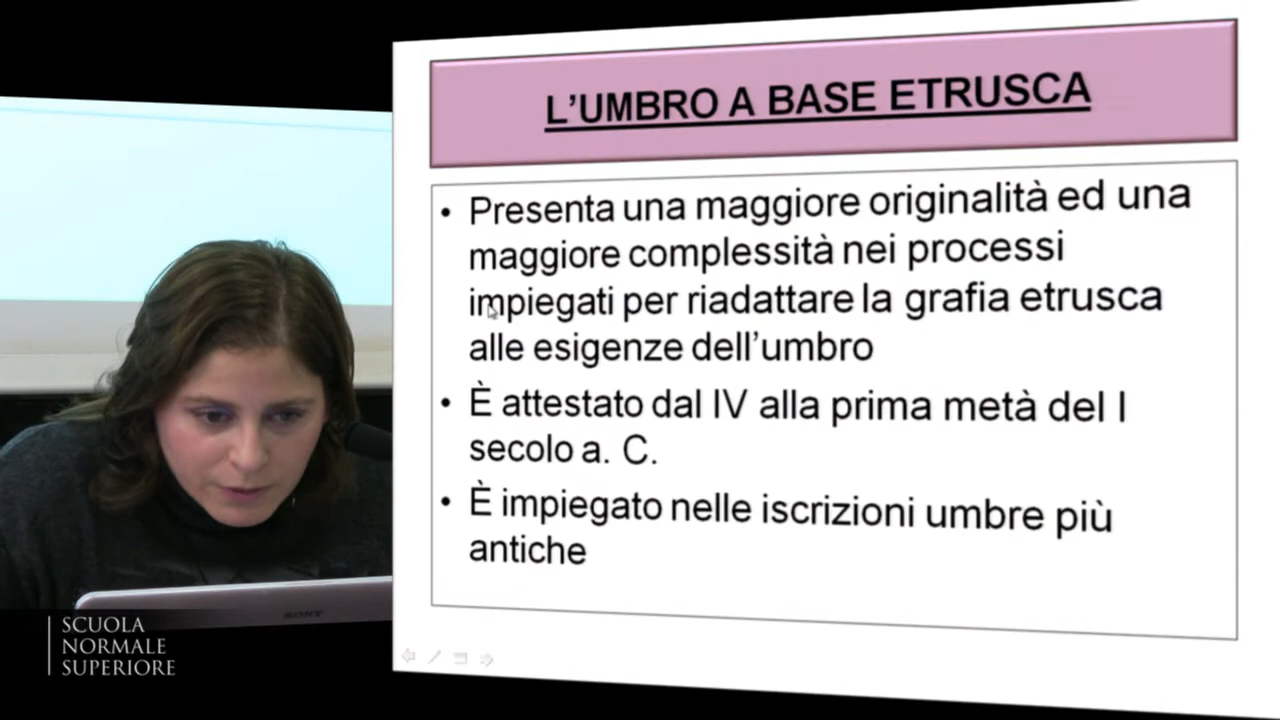 L'UMBRO A BASE ETRUSCA
• Presenta una maggiore originalità ed una
maggiore complessità nei processi
impiegati per riadattare la grafia etrusca
alle esigenze dell'umbro
• È attestato dal IV alla prima metà del I
secolo a. C.
• È impiegato nelle iscrizioni umbre più
antiche
SONY
SCUOLA
NORMALE
SUPERIORE